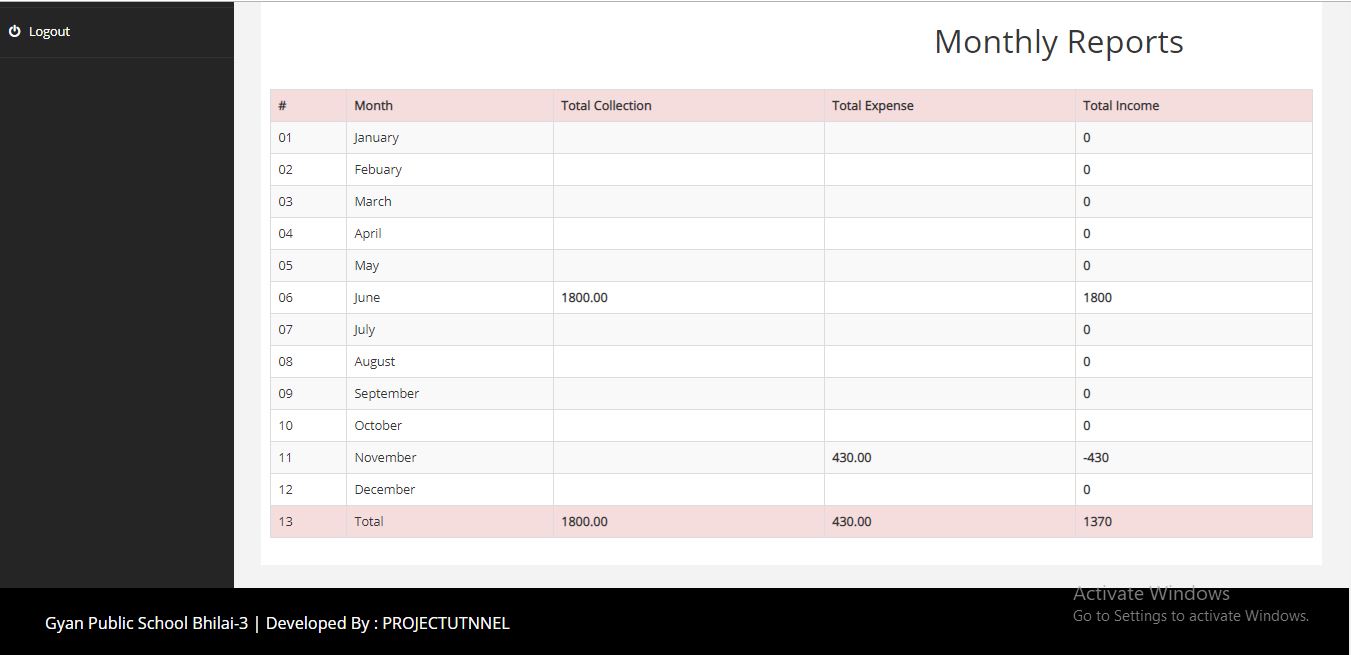 Logout
Monthly Reports
# Month Total Collection Total Expense Total Income
01 January 0
02 Febuary 0
03 March 0
04 April 0
05 May 0
06 June 1800.00 1800
07 July 0
08 August 0
09 September 0
10 October 0
11 November 430.00 -430
12 December 0
13 Total 1800.00 430.00 1370
Activate Windows
Go to Settings to activate Windows.
Gyan Public School Bhilai-3 | Developed By : PROJECTUTNNEL